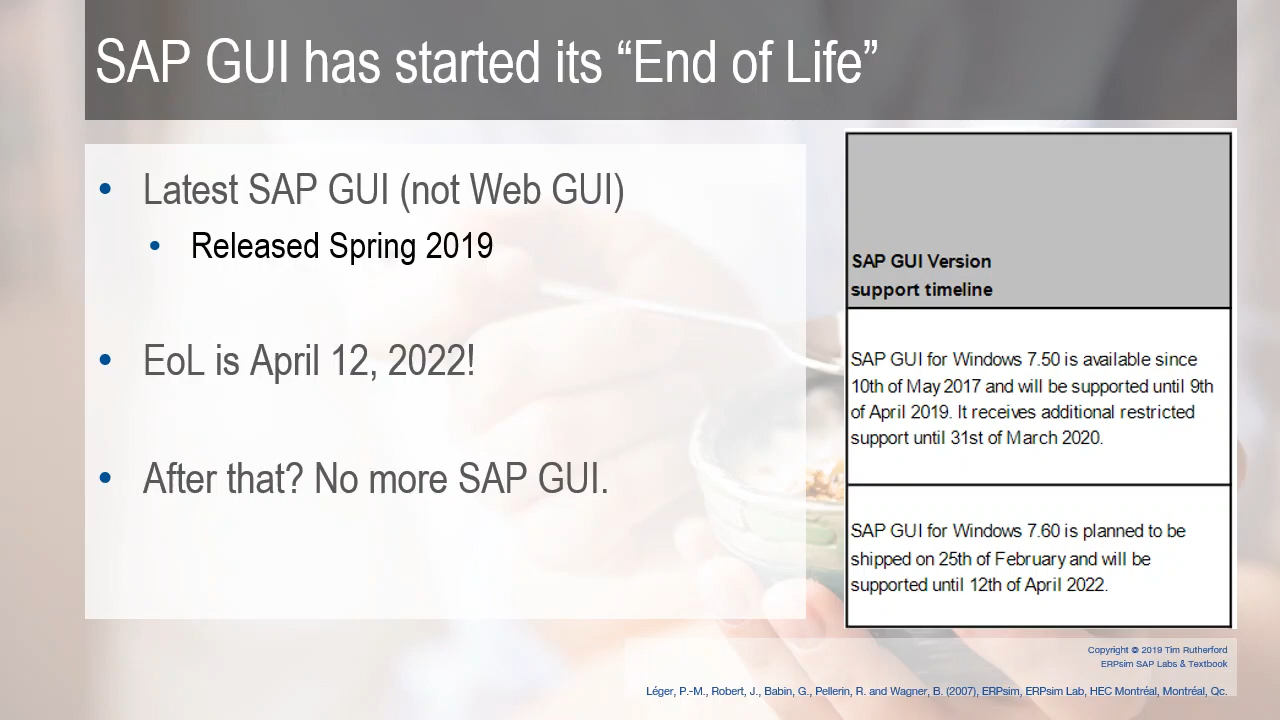 SAP GUI has started its “End of Life”
• Latest SAP GUI (not Web GUI)
• Released Spring 2019
• EoL is April 12, 2022!
• After that? No more SAP GUI.
SAP GUI Version
support timeline
SAP GUI for Windows 7.50 is available since
10th of May 2017 and will be supported until 9th
of April 2019. It receives additional restricted
support until 31st of March 2020.
SAP GUI for Windows 7.60 is planned to be
shipped on 25th of February and will be
supported until 12th of April 2022.
Copyright © 2019 Tim Rutherford
ERPsim SAP Labs & Textbook
Léger, P.-M., Robert, J., Babin, G., Pellerin, R. and Wagner, B. (2007), ERPsim, ERPsim Lab, HEC Montréal, Montréal, Qc.